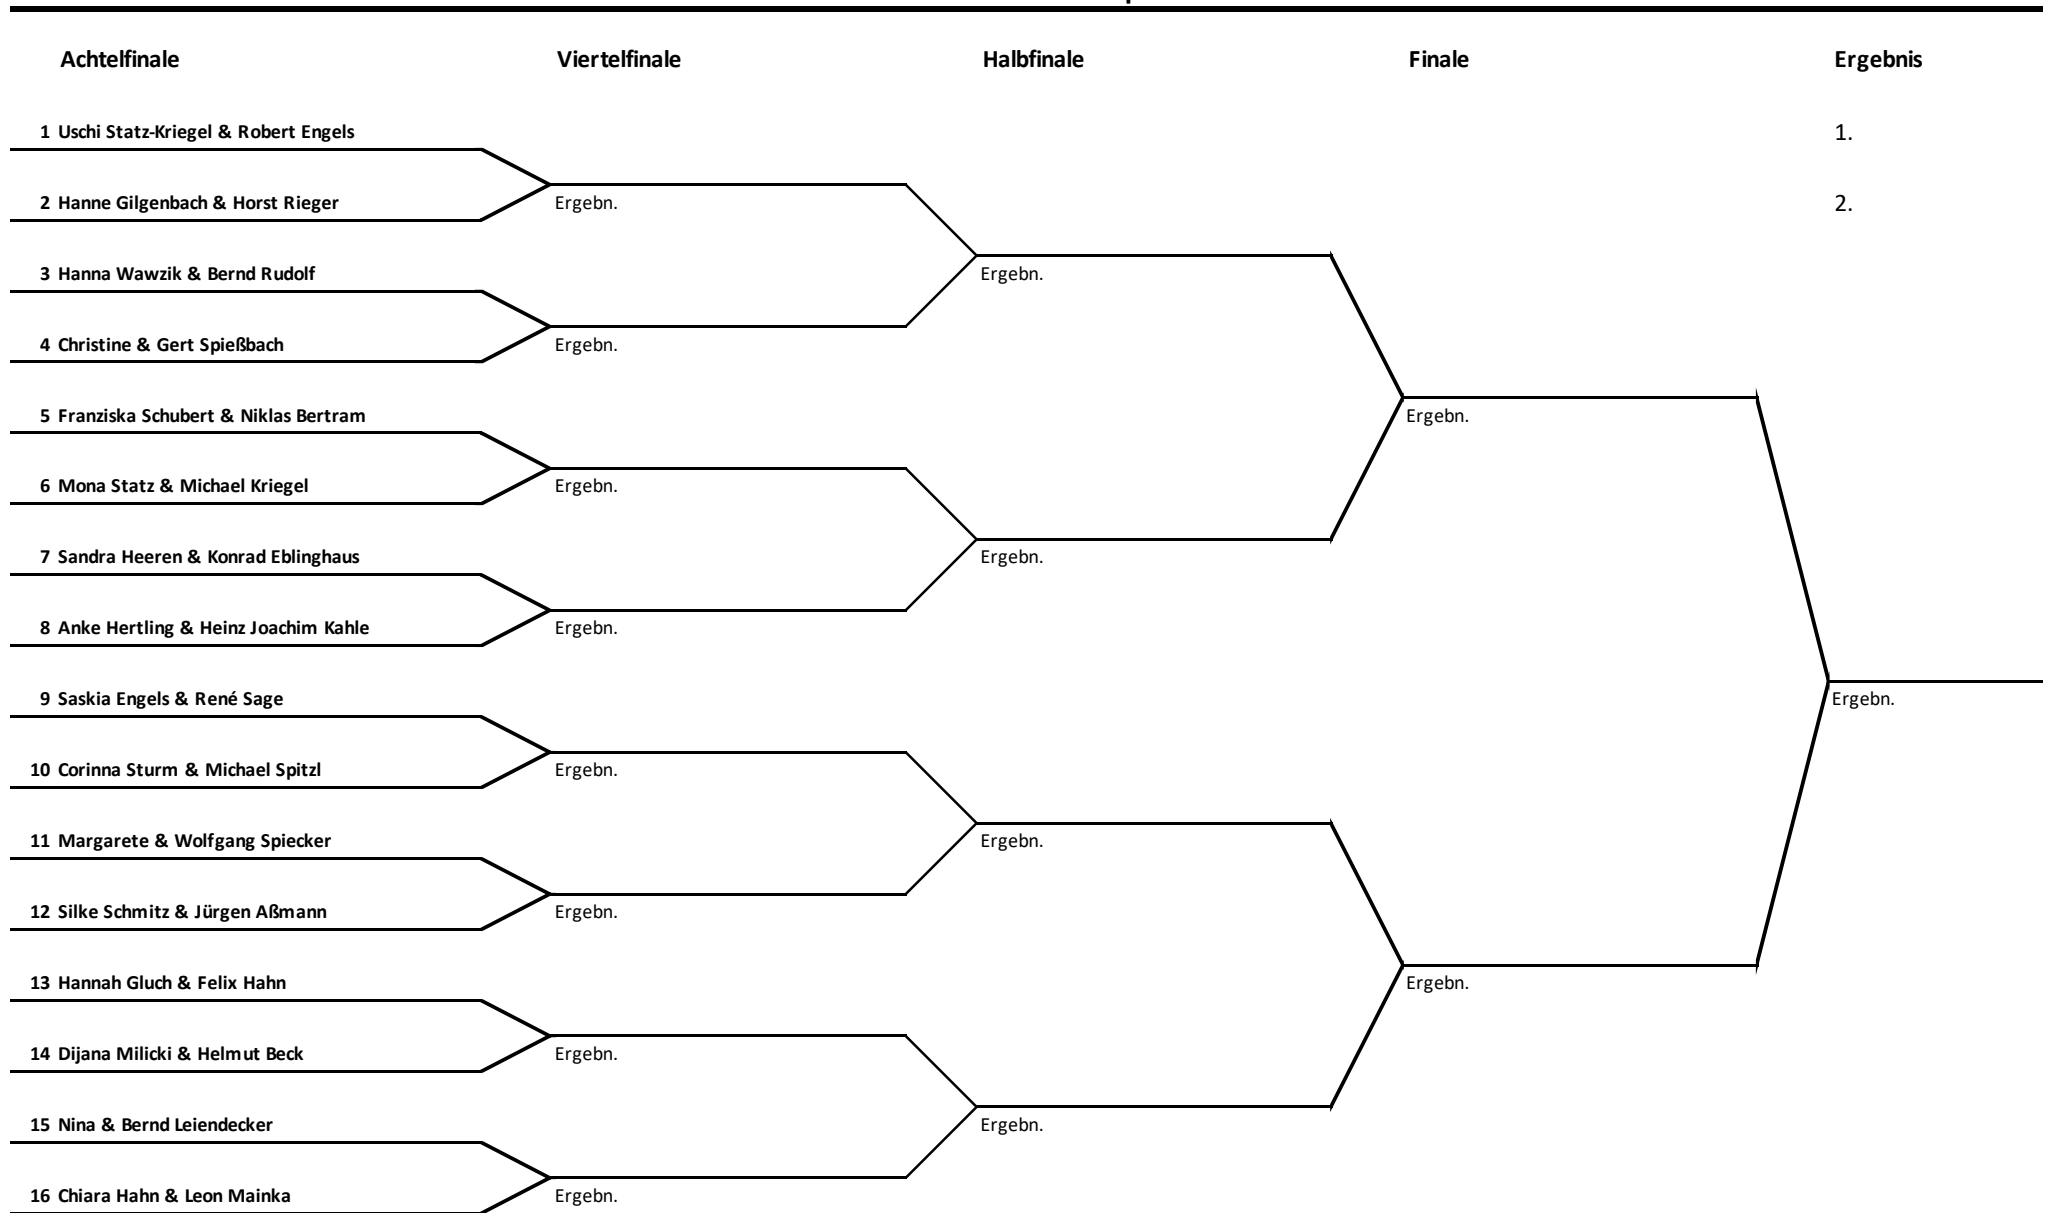 Achtelfinale Viertelfinale Halbfinale Finale Ergebnis
1 Uschi Statz-Kriegel & Robert Engels 1.
2 Hanne Gilgenbach & Horst Rieger Ergebn. 2.
3 Hanna Wawzik & Bernd Rudolf Ergebn.
4 Christine & Gert Spießbach Ergebn.
5 Franziska Schubert & Niklas Bertram Ergebn.
6 Mona Statz & Michael Kriegel Ergebn.
7 Sandra Heeren & Konrad Eblinghaus Ergebn.
8 Anke Hertling & Heinz Joachim Kahle Ergebn.
9 Saskia Engels & René Sage Ergebn.
10 Corinna Sturm & Michael Spitzl Ergebn.
11 Margarete & Wolfgang Spiecker Ergebn.
12 Silke Schmitz & Jürgen Aßmann Ergebn.
13 Hannah Gluch & Felix Hahn Ergebn.
14 Dijana Milicki & Helmut Beck Ergebn.
15 Nina & Bernd Leiendecker Ergebn.
16 Chiara Hahn & Leon Mainka Ergebn.